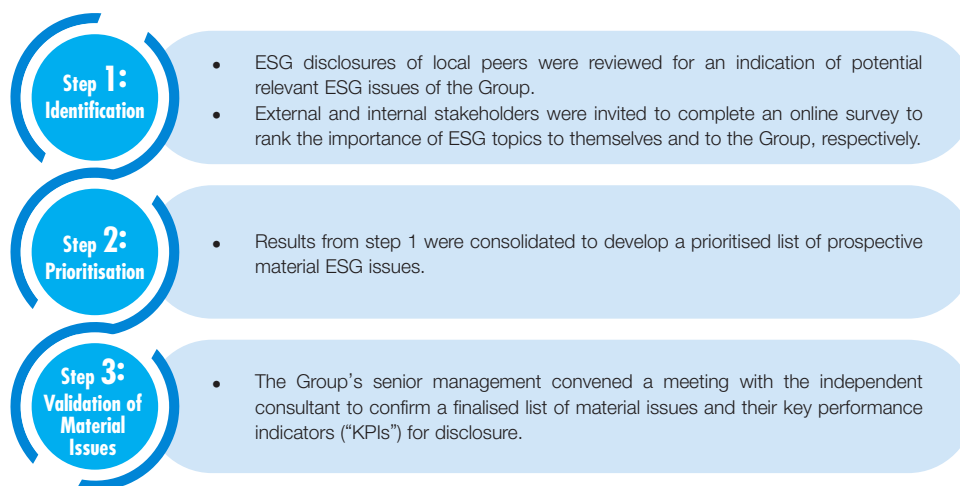 Step 1:
Identification
• ESG disclosures of local peers were reviewed for an indication of potential
relevant ESG issues of the Group.
• External and internal stakeholders were invited to complete an online survey to
rank the importance of ESG topics to themselves and to the Group, respectively.
Step 2:
Prioritisation
• Results from step 1 were consolidated to develop a prioritised list of prospective
material ESG issues.
Step 3:
Validation of
Material
Issues
• The Group's senior management convened a meeting with the independent
consultant to confirm a finalised list of material issues and their key performance
indicators (“KPIs”) for disclosure.